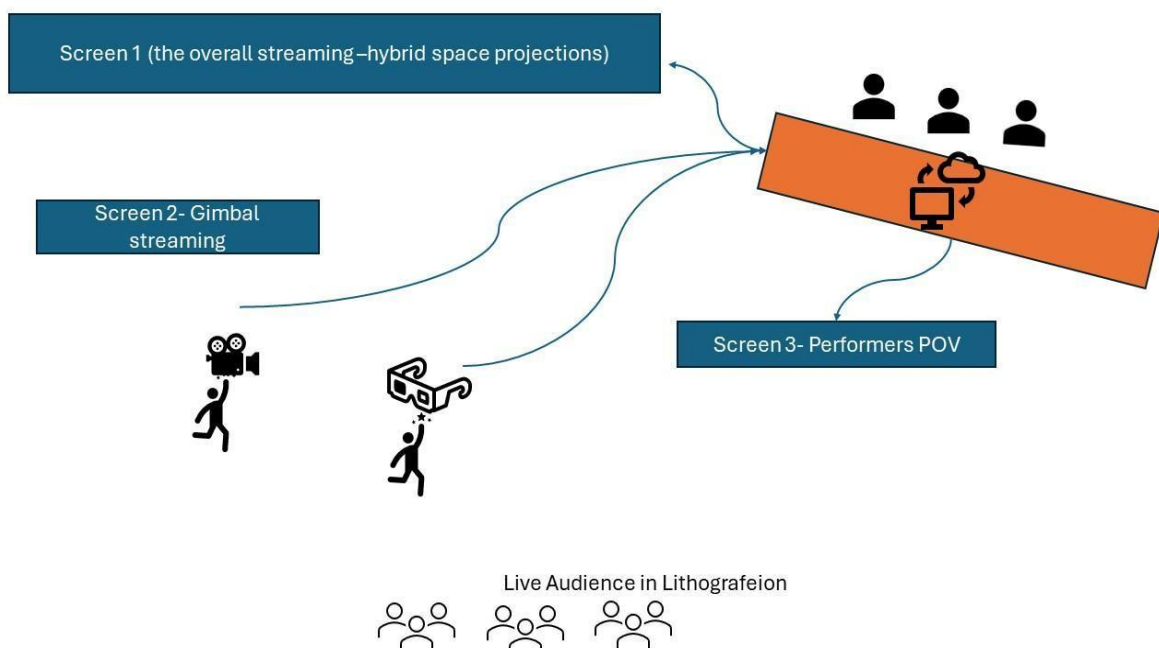 Screen 1 (the overall streaming –hybrid space projections)
Screen 2- Gimbal
streaming
Screen 3- Performers POV
Live Audience in Lithografeion